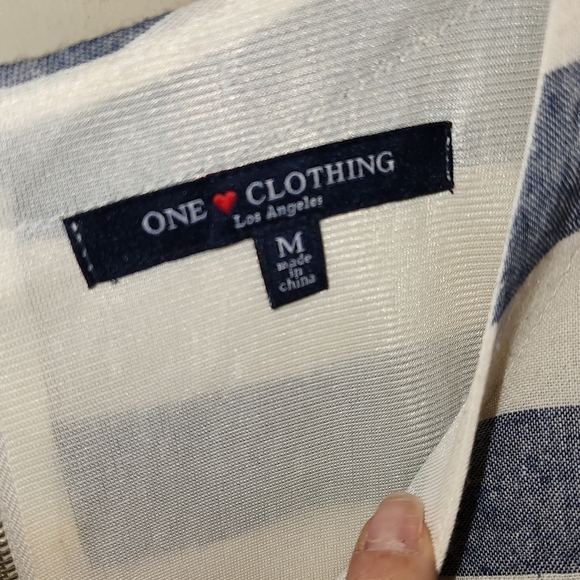 ONE ❤ CLOTHING
Los Angeles
M
made
in
china